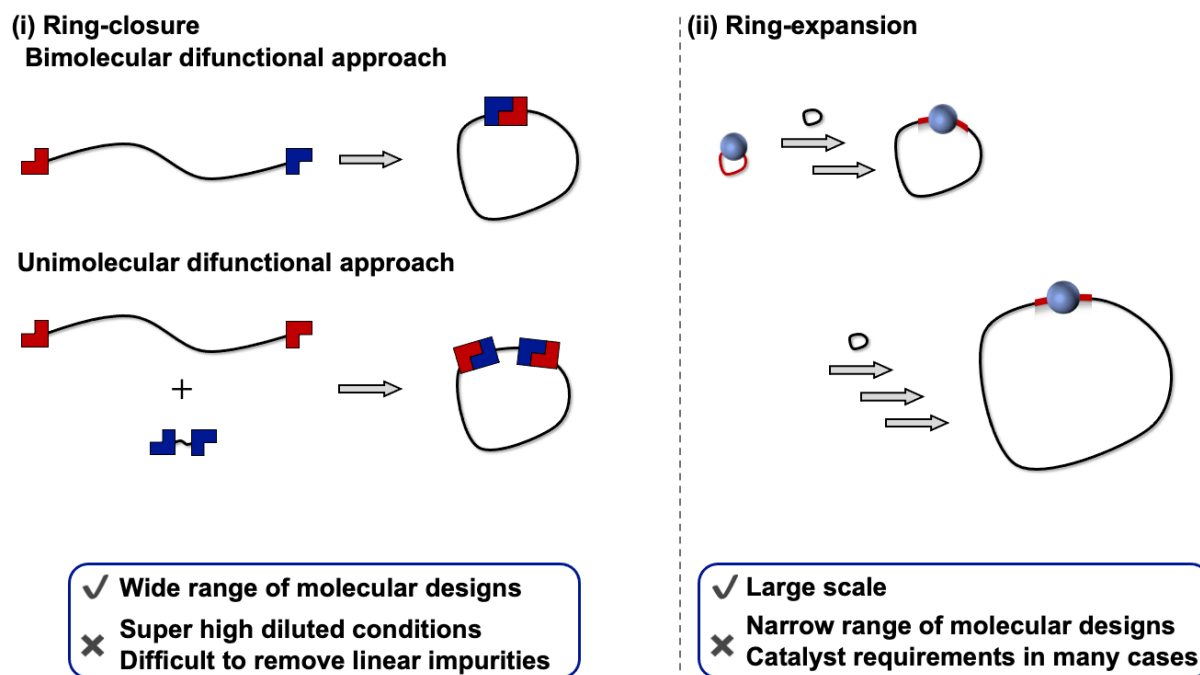 (i) Ring-closure
Bimolecular difunctional approach
Unimolecular difunctional approach
+
✓ Wide range of molecular designs
✕ Super high diluted conditions
Difficult to remove linear impurities
(ii) Ring-expansion
✓ Large scale
✕ Narrow range of molecular designs
Catalyst requirements in many cases